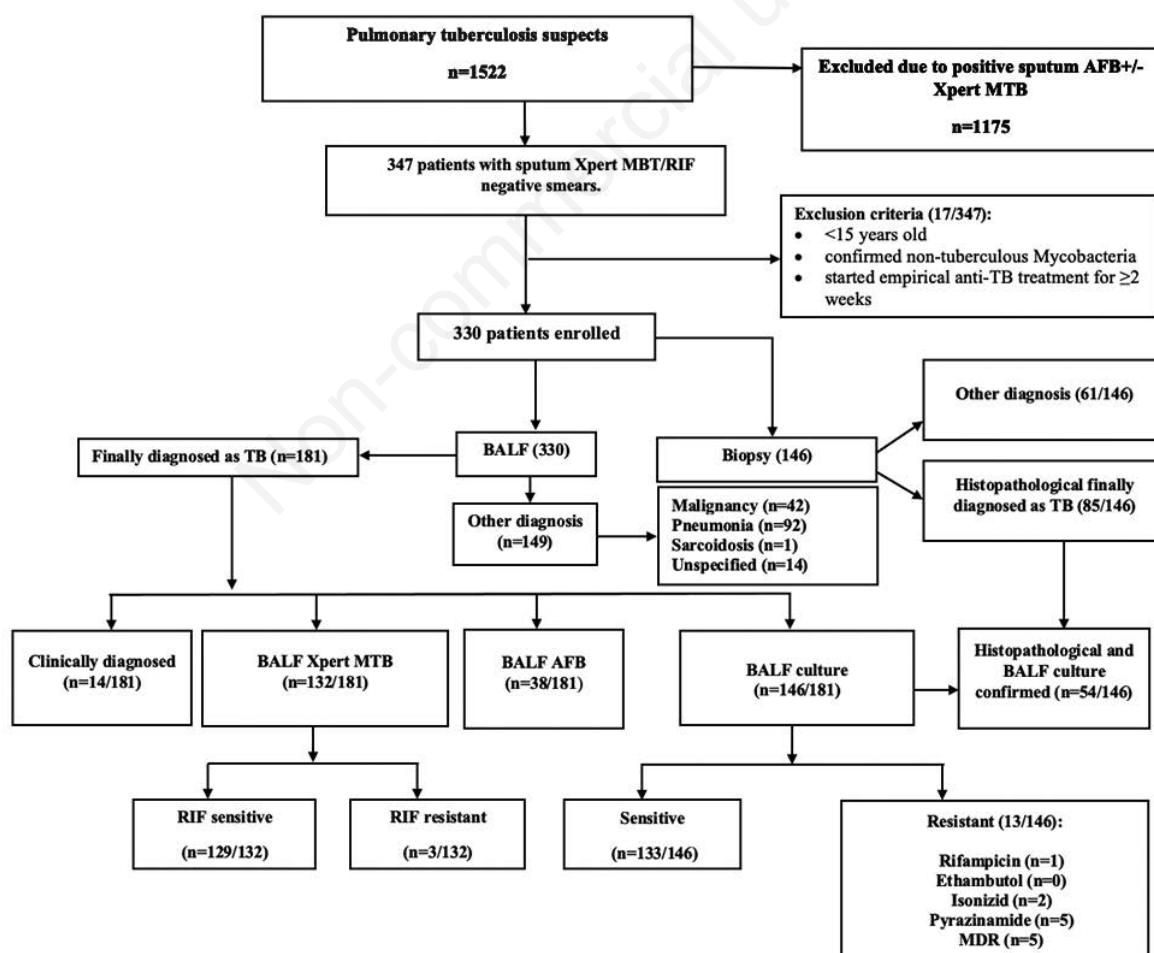 Pulmonary tuberculosis suspects
n=1522
Excluded due to positive sputum AFB+/-
Xpert MTB
n=1175
347 patients with sputum Xpert MBT/RIF
negative smears.
Exclusion criteria (17/347):
• <15 years old
• confirmed non-tuberculous Mycobacteria
• started empirical anti-TB treatment for ≥2
weeks
330 patients enrolled
Other diagnosis (61/146)
Finally diagnosed as TB (n=181)
BALF (330)
Biopsy (146)
Histopathological finally
diagnosed as TB (85/146)
Other diagnosis
(n=149)
Malignancy (n=42)
Pneumonia (n=92)
Sarcoidosis (n=1)
Unspecified (n=14)
Clinically diagnosed
(n=14/181)
BALF Xpert MTB
(n=132/181)
BALF AFB
(n=38/181)
BALF culture
(n=146/181)
Histopathological and
BALF culture
confirmed (n=54/146)
RIF sensitive
(n=129/132)
RIF resistant
(n=3/132)
Sensitive
(n=133/146)
Resistant (13/146):
Rifampicin (n=1)
Ethambutol (n=0)
Isonizid (n=2)
Pyrazinamide (n=5)
MDR (n=5)
Non-commercial u